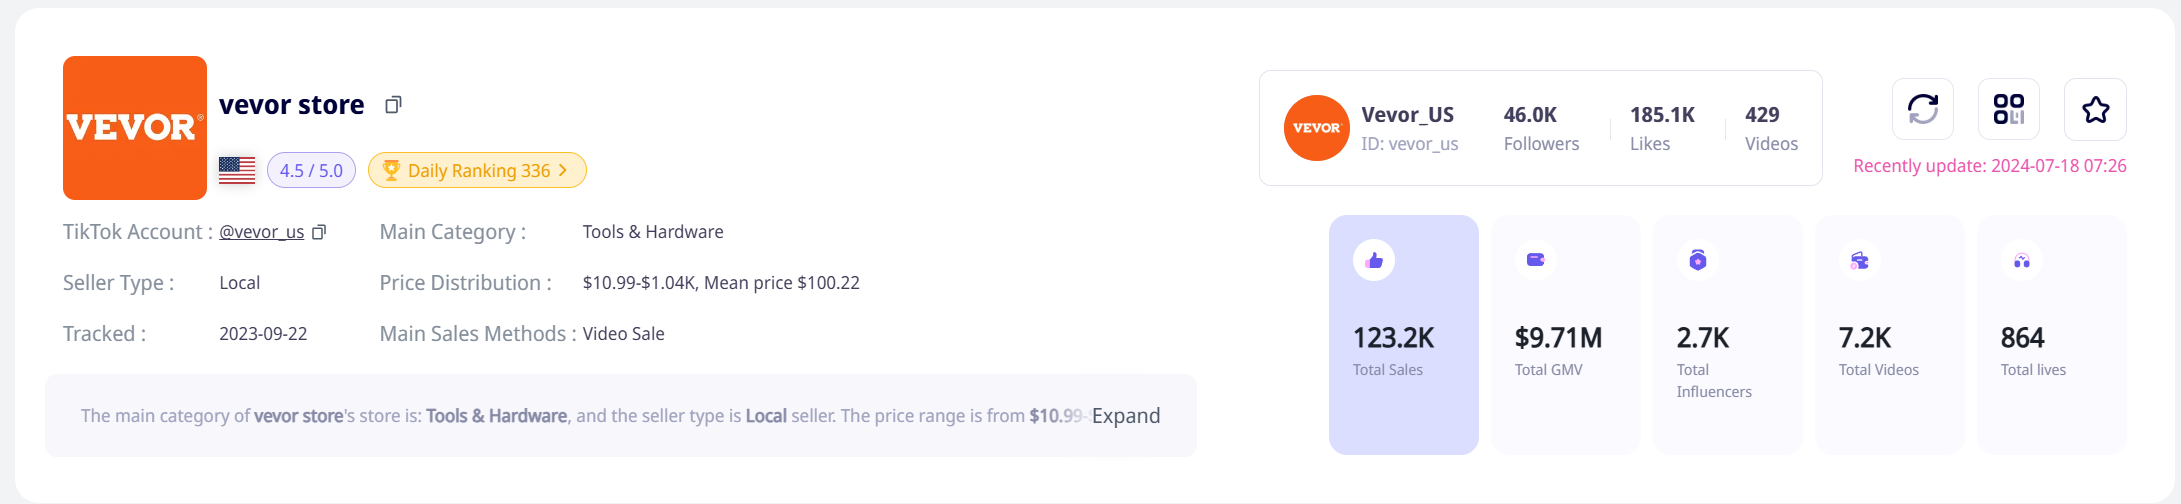 VEVOR®
vevor store
4.5 / 5.0
Daily Ranking 336
TikTok Account : @vevor_us
Main Category : Tools & Hardware
Seller Type : Local
Price Distribution : $10.99-$1.04K, Mean price $100.22
Tracked : 2023-09-22
Main Sales Methods : Video Sale
The main category of vevor store's store is: Tools & Hardware, and the seller type is Local seller. The price range is from $10.99- Expand
VEVOR
Vevor_US
ID: vevor_us
46.0K
Followers
185.1K
Likes
429
Videos
Recently update: 2024-07-18 07:26
123.2K
Total Sales
$9.71M
Total GMV
2.7K
Total
Influencers
7.2K
Total Videos
864
Total lives